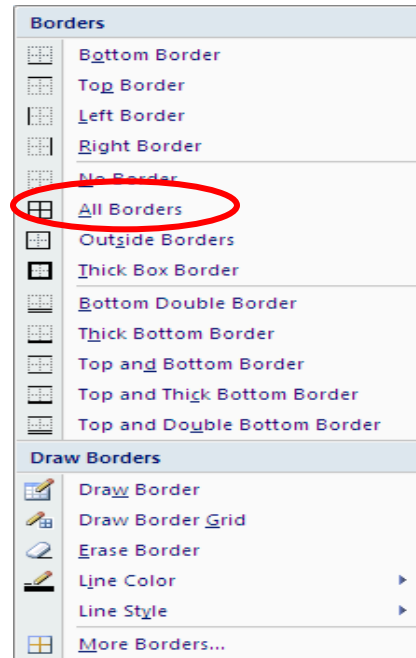 Borders
Bottom Border
Top Border
Left Border
Right Border
No Border
All Borders
Outside Borders
Thick Box Border
Bottom Double Border
Thick Bottom Border
Top and Bottom Border
Top and Thick Bottom Border
Top and Double Bottom Border
Draw Borders
Draw Border
Draw Border Grid
Erase Border
Line Color
Line Style
More Borders...